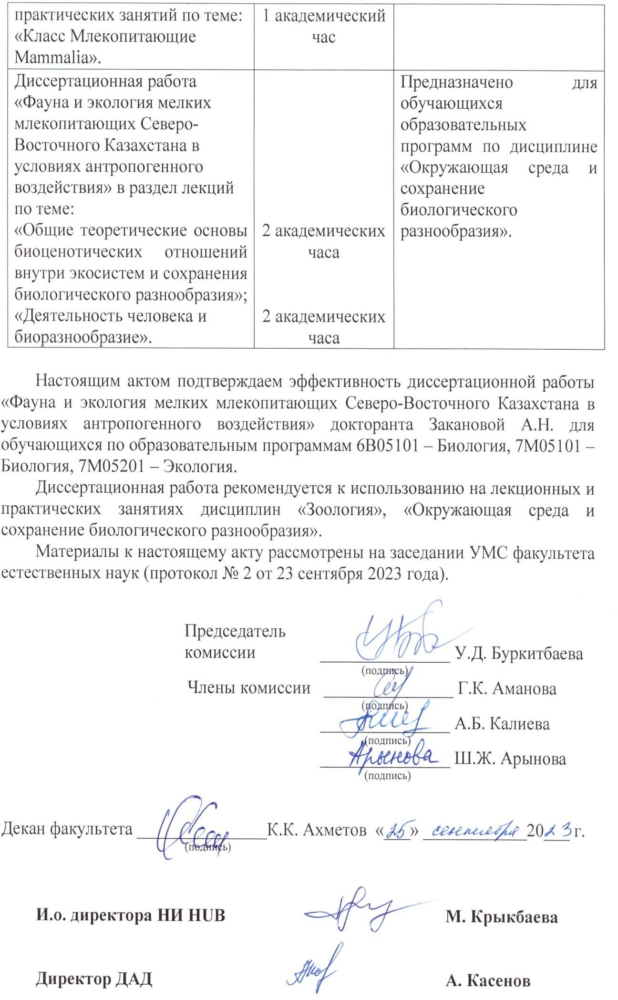 практических занятий по теме:
«Класс Млекопитающие
Mammalia».
1 академический
час
Диссертационная работа
«Фауна и экология мелких
млекопитающих Северо-
Восточного Казахстана в
условиях антропогенного
воздействия» в раздел лекций
по теме:
«Общие теоретические основы
биоценотических отношений
внутри экосистем и сохранения
биологического разнообразия»;
«Деятельность человека и
биоразнообразие».
2 академических
часа
2 академических
часа
Предназначено для
обучающихся
образовательных
программ по дисциплине
«Окружающая среда и
сохранение
биологического
разнообразия».
Настоящим актом подтверждаем эффективность диссертационной работы
«Фауна и экология мелких млекопитающих Северо-Восточного Казахстана в
условиях антропогенного воздействия» докторанта Закановой А.Н. для
обучающихся по образовательным программам 6В05101 – Биология, 7М05101 –
Биология, 7М05201 – Экология.
Диссертационная работа рекомендуется к использованию на лекционных и
практических занятиях дисциплин «Зоология», «Окружающая среда и
сохранение биологического разнообразия».
Материалы к настоящему акту рассмотрены на заседании УМС факультета
естественных наук (протокол № 2 от 23 сентября 2023 года).
Председатель
комиссии У.Д. Буркитбаева
(подпись)
Члены комиссии Г.К. Аманова
(подпись)
А.Б. Калиева
(подпись)
Арынова Ш.Ж. Арынова
(подпись)
Декан факультета К.К. Ахметов «25» сентября 2023 г.
(подпись)
И.о. директора НИ HUB М. Крыкбаева
Директор ДАД А. Касенов